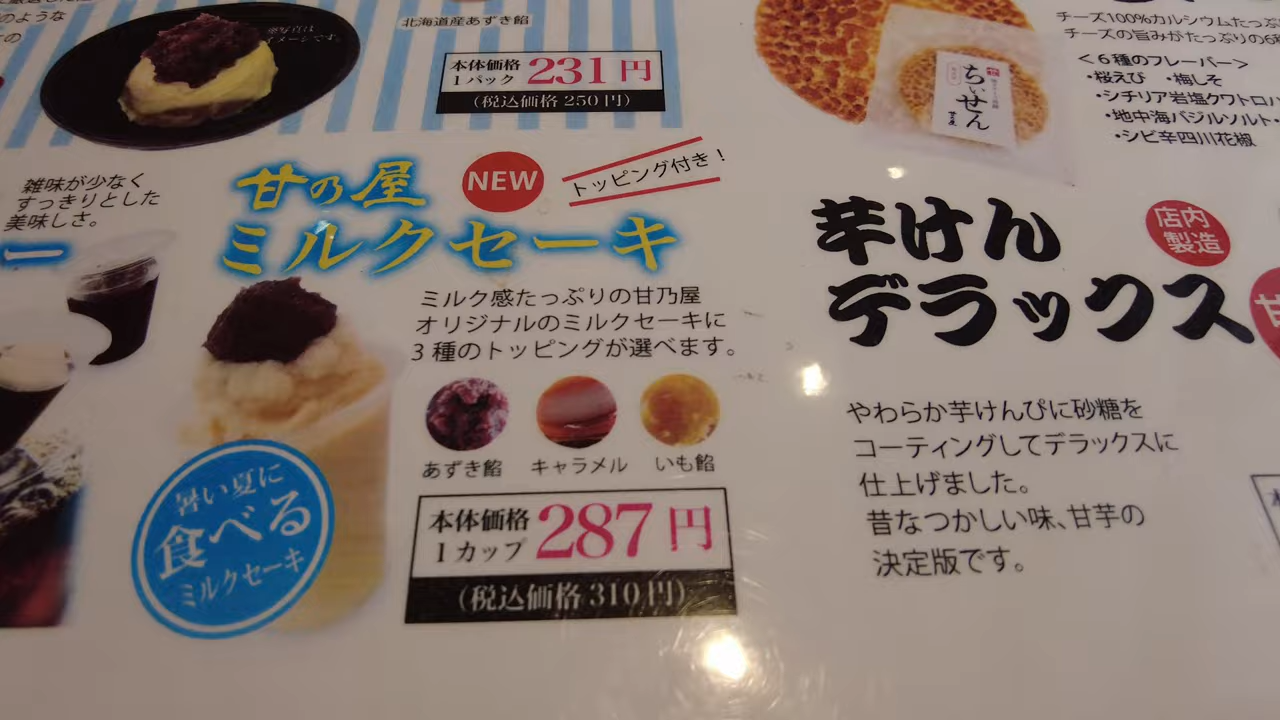 のような
北海道産あずき餡
本体価格
1パック
231円
(税込価格 250円)
チーズ100%カルシウムたっぷ
チーズの旨みがたっぷりの6種
<6種のフレーバー>
・桜えび ・梅しそ
・シチリア岩塩クワトロ
・地中海バジルソルト・
・シビ辛四川花椒
ちぃせん
雑味が少なく
すっきりとした
美味しさ。
ー
甘の屋
ミルクセーキ
NEW
トッピング付き!
ミルク感たっぷりの甘乃屋
オリジナルのミルクセーキに
3種のトッピングが選べます。
あずき餡
キャラメル
いも餡
暑い夏に
食べる
ミルクセーキ
本体価格
1カップ
287円
(税込価格 310円)
芋けん
デラックス
店内
製造
甘
やわらか芋けんぴに砂糖を
コーティングしてデラックスに
仕上げました。
昔なつかしい味、甘芋の
決定版です。